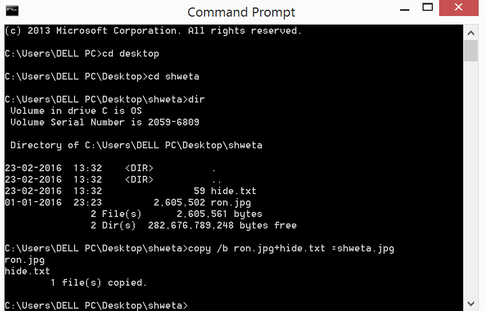 Command Prompt
(c) 2013 Microsoft Corporation. All rights reserved.
C:\Users\DELL PC>cd desktop
C:\Users\DELL PC\Desktop>cd shweta
C:\Users\DELL PC\Desktop\shweta>dir
Volume in drive C is OS
Volume Serial Number is 2059-6809
Directory of C:\Users\DELL PC\Desktop\shweta
23-02-2016 13:32 <DIR> .
23-02-2016 13:32 <DIR> ..
23-02-2016 13:32 59 hide.txt
01-01-2016 23:23 2,605,502 ron.jpg
2 File(s) 2,605,561 bytes
2 Dir(s) 282,676,789,248 bytes free
C:\Users\DELL PC\Desktop\shweta>copy /b ron.jpg+hide.txt =shweta.jpg
ron.jpg
hide.txt
1 file(s) copied.
C:\Users\DELL PC\Desktop\shweta>